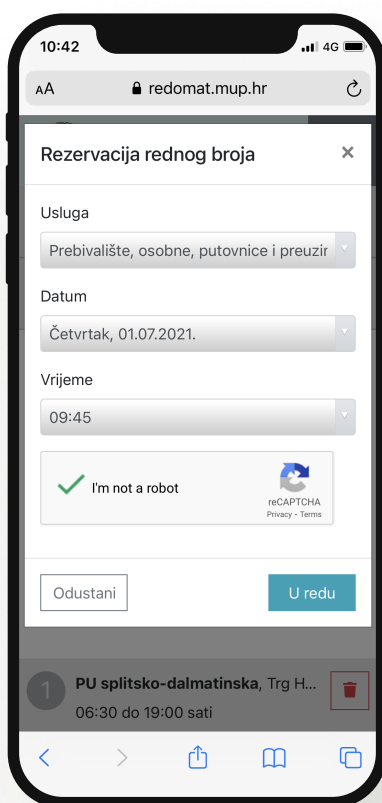 10:42
4G
AA
redomat.mup.hr
Rezervacija rednog broja
×
Usluga
Prebivalište, osobne, putovnice i preuzir
Datum
Četvrtak, 01.07.2021.
Vrijeme
09:45
I'm not a robot
reCAPTCHA
Privacy - Terms
Odustani
U redu
1
PU splitsko-dalmatinska, Trg H...
06:30 do 19:00 sati